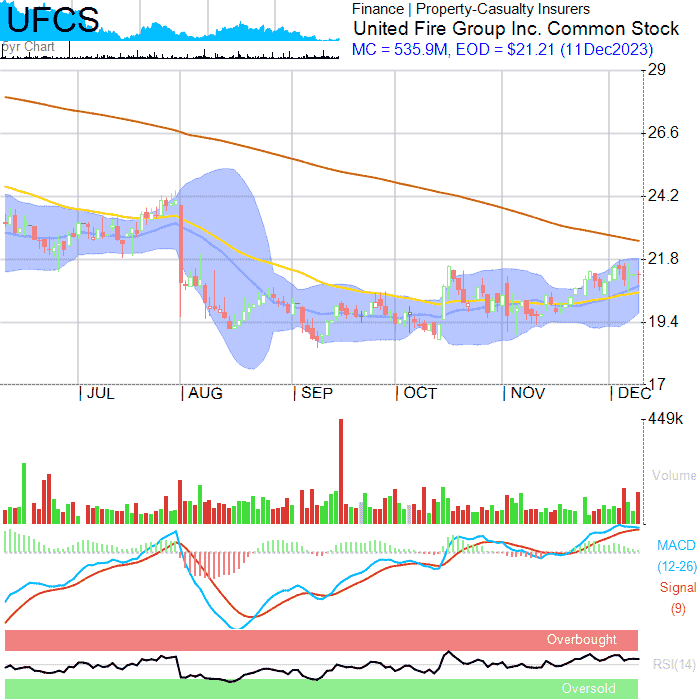 UFCS
5yr Chart
Finance | Property-Casualty Insurers
United Fire Group Inc. Common Stock
MC = 535.9M, EOD = $21.21 (11Dec2023)
29
26.6
24.2
21.8
19.4
17
JUL
AUG
SEP
OCT
NOV
DEC
449k
Volume
MACD
(12-26)
Signal
(9)
Overbought
RSI(14)
Oversold